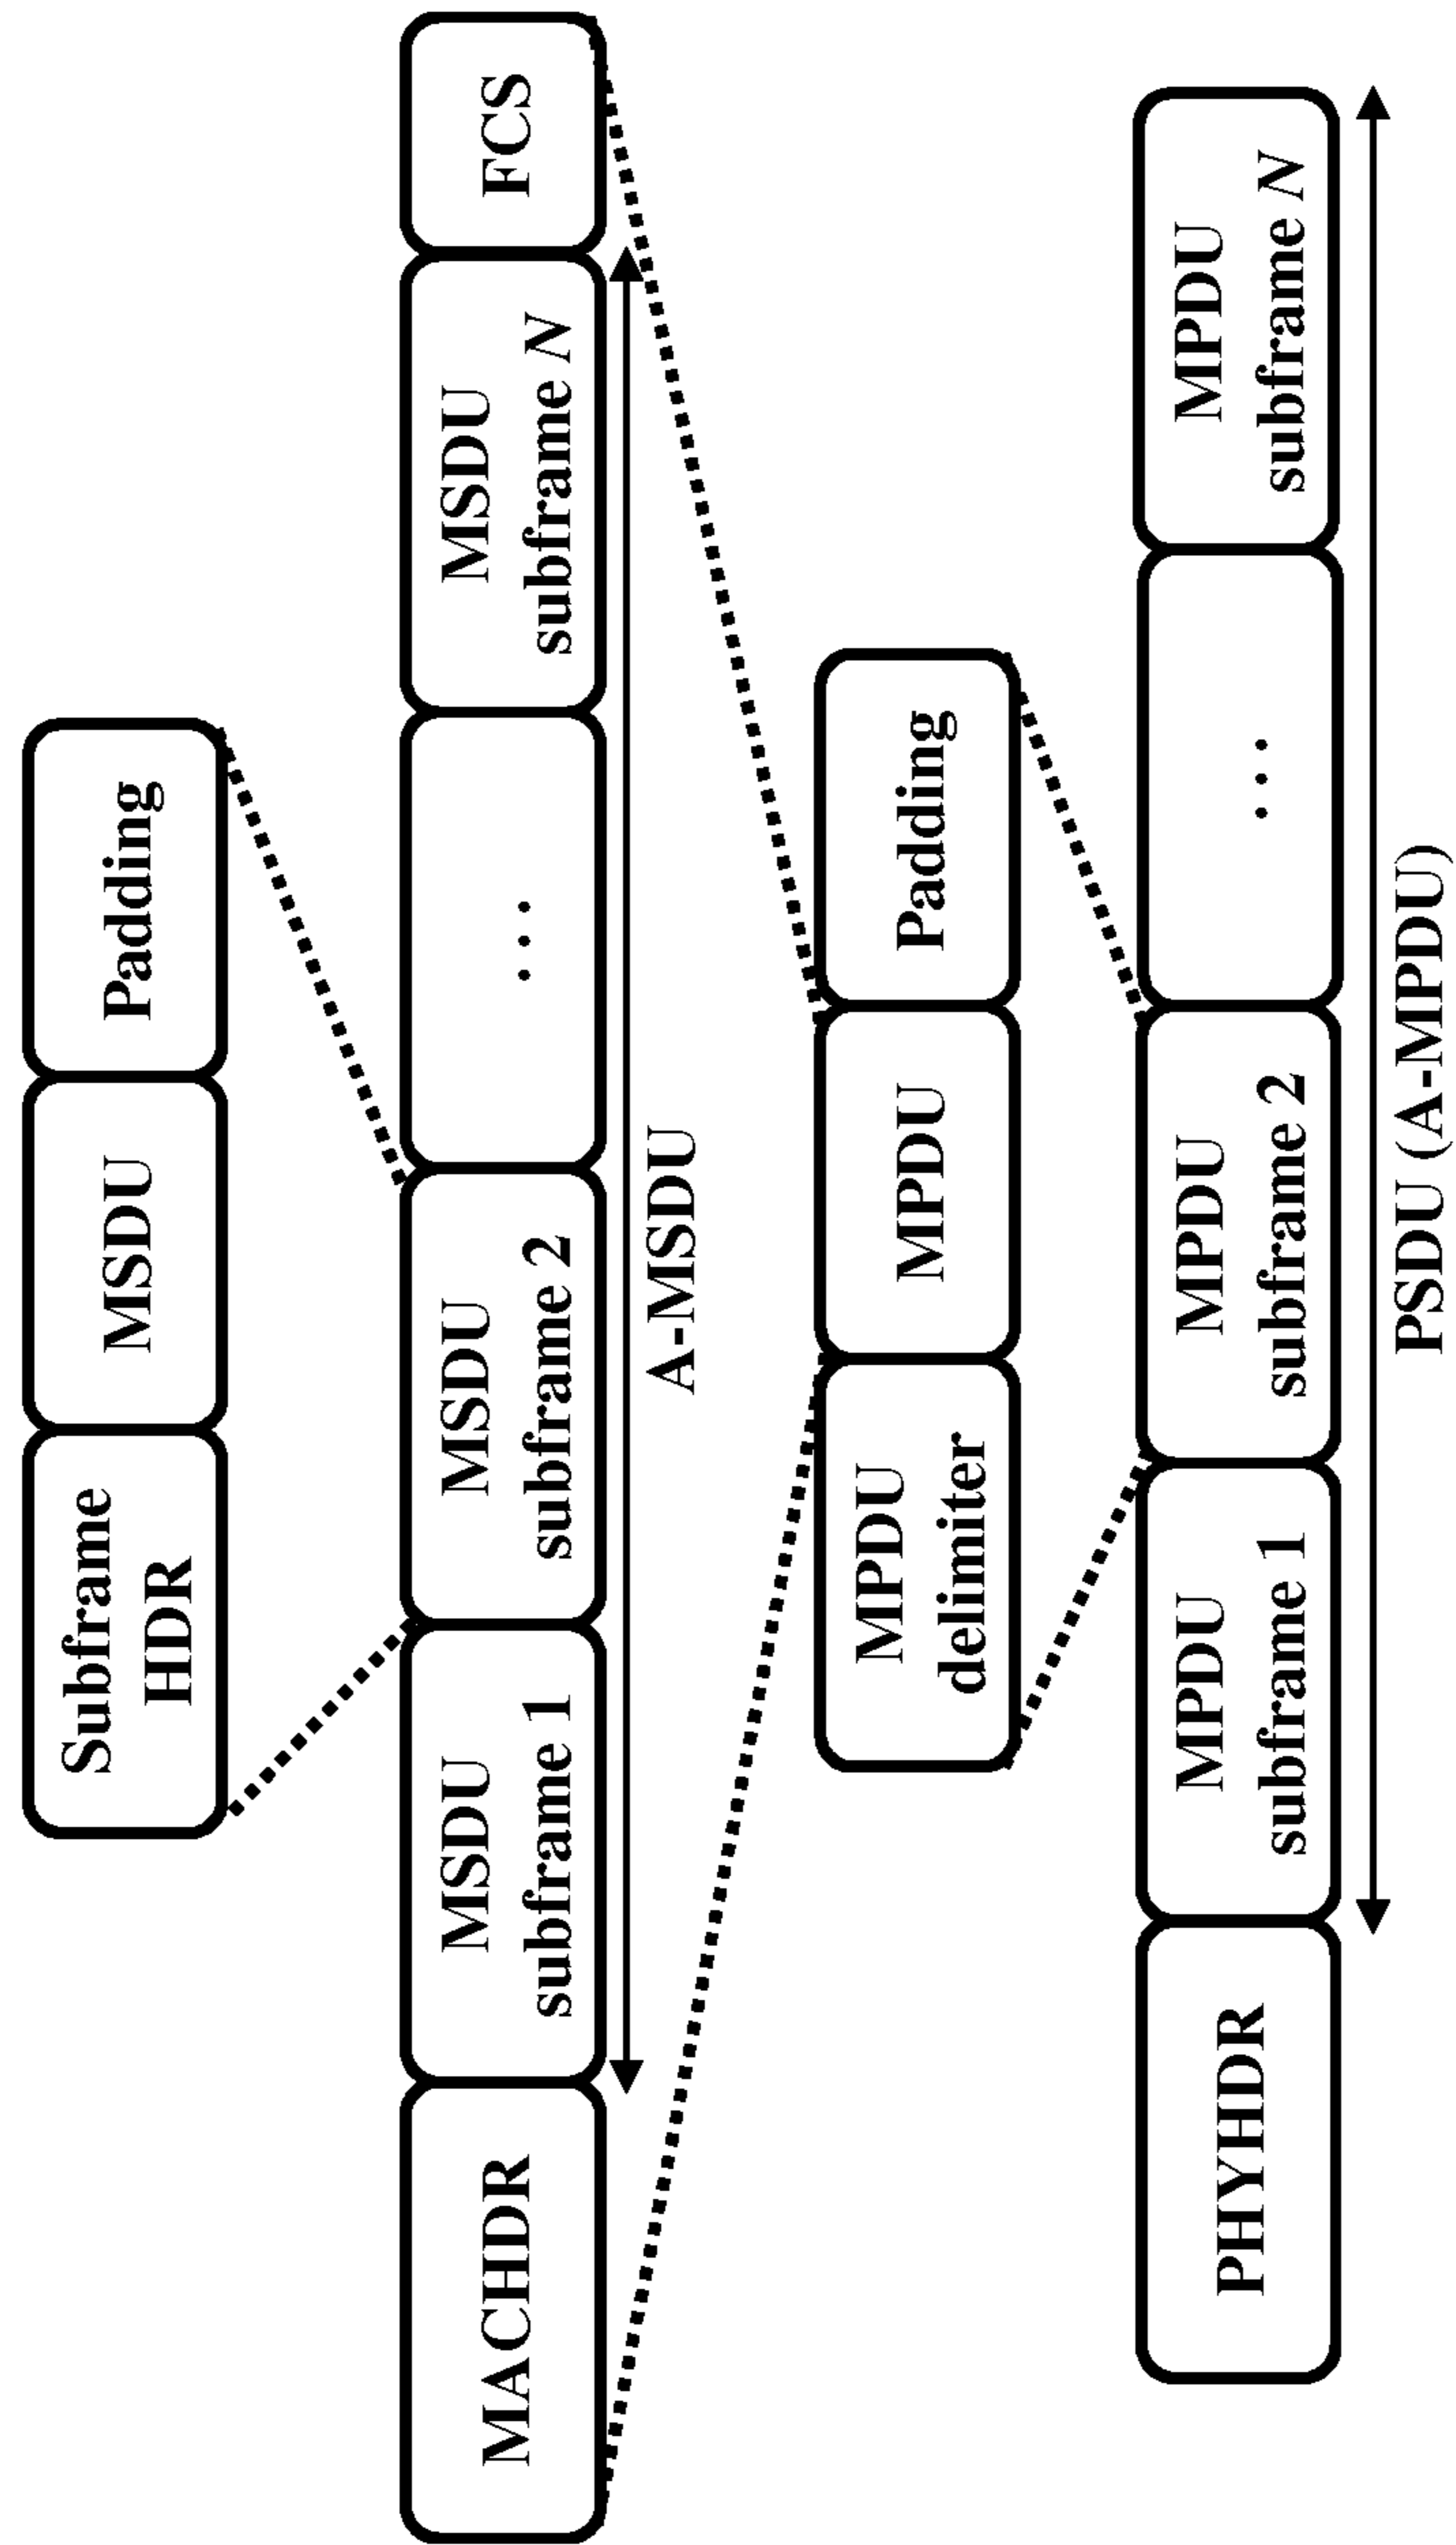 Subframe
HDR
MSDU
Padding
MACHDR
MSDU
subframe 1
MSDU
subframe 2
...
MSDU
subframe N
FCS
A-MSDU
MPDU
delimiter
MPDU
Padding
PHYHDR
MPDU
subframe 1
MPDU
subframe 2
...
MPDU
subframe N
PSDU (A-MPDU)